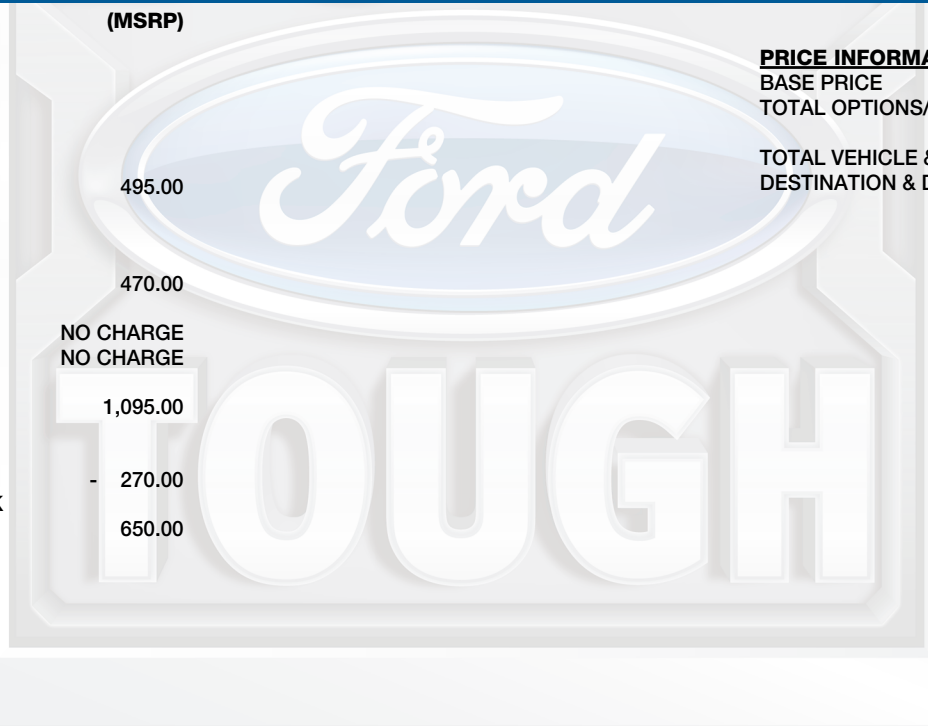 (MSRP)
495.00
470.00
NO CHARGE
NO CHARGE
1,095.00
- 270.00
650.00
PRICE INFORMA
BASE PRICE
TOTAL OPTIONS/
TOTAL VEHICLE &
DESTINATION & D
Ford
TOUGH